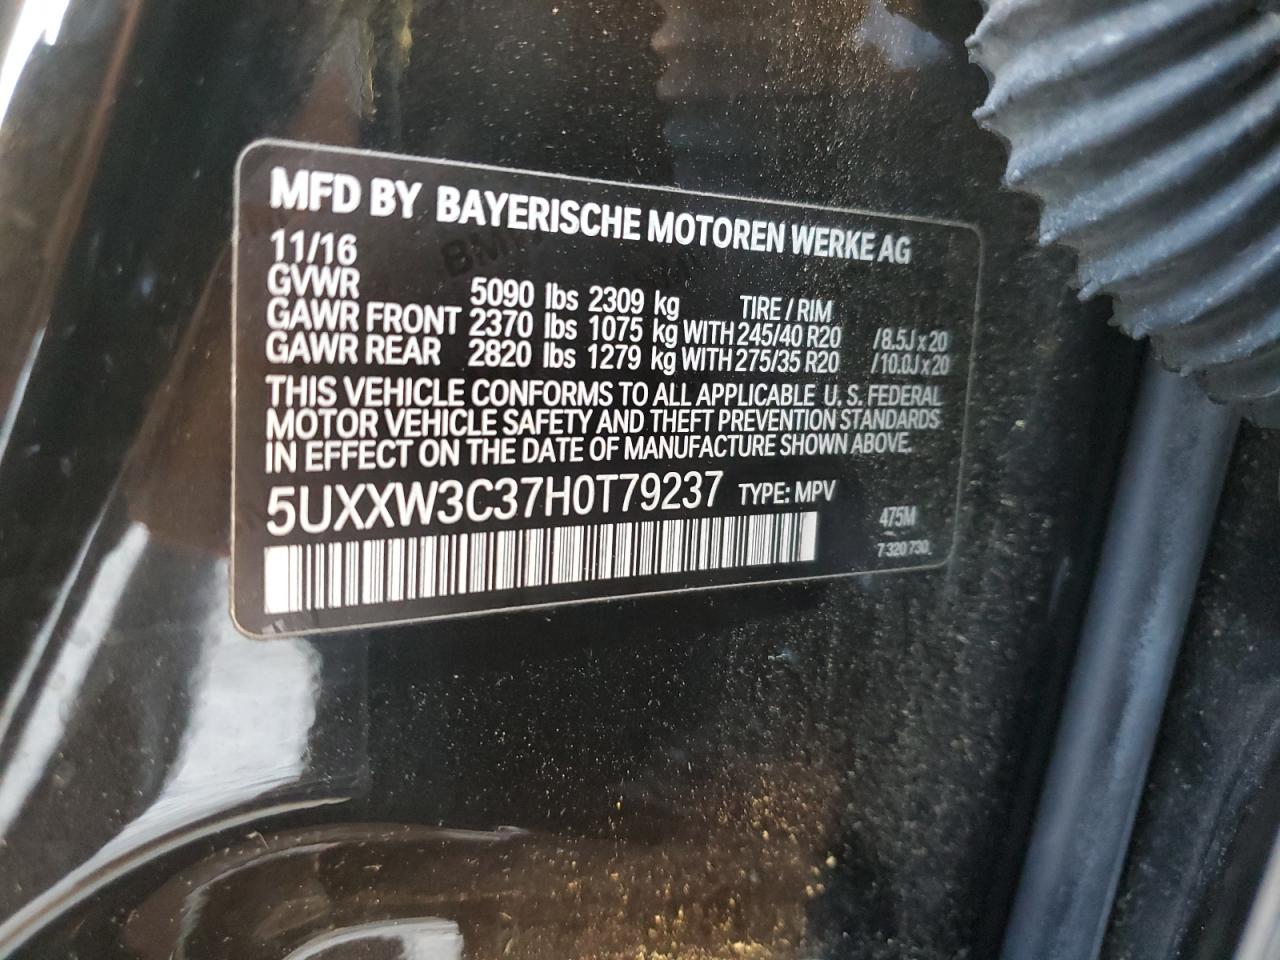 MFD BY BAYERISCHE MOTOREN WERKE AG
11/16
GVWR 5090 lbs 2309 kg TIRE / RIM
GAWR FRONT 2370 lbs 1075 kg WITH 245/40 R20 /8.5J x 20
GAWR REAR 2820 lbs 1279 kg WITH 275/35 R20 /10.0J x 20
THIS VEHICLE CONFORMS TO ALL APPLICABLE U. S. FEDERAL
MOTOR VEHICLE SAFETY AND THEFT PREVENTION STANDARDS
IN EFFECT ON THE DATE OF MANUFACTURE SHOWN ABOVE.
5UXXW3C37H0T79237 TYPE: MPV
475M
7 320 730